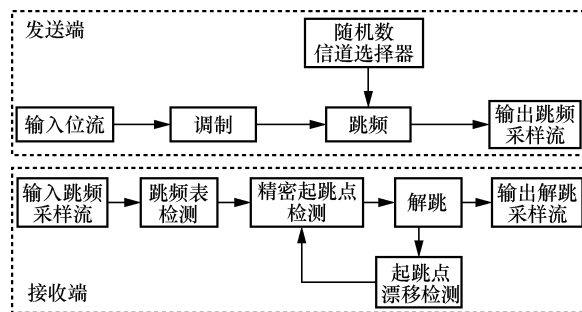 发送端
随机数
信道选择器
输入位流
调制
跳频
输出跳频
采样流
输入跳频
采样流
跳频表
检测
精密起跳点
检测
解跳
输出解跳
采样流
起跳点
漂移检测
接收端